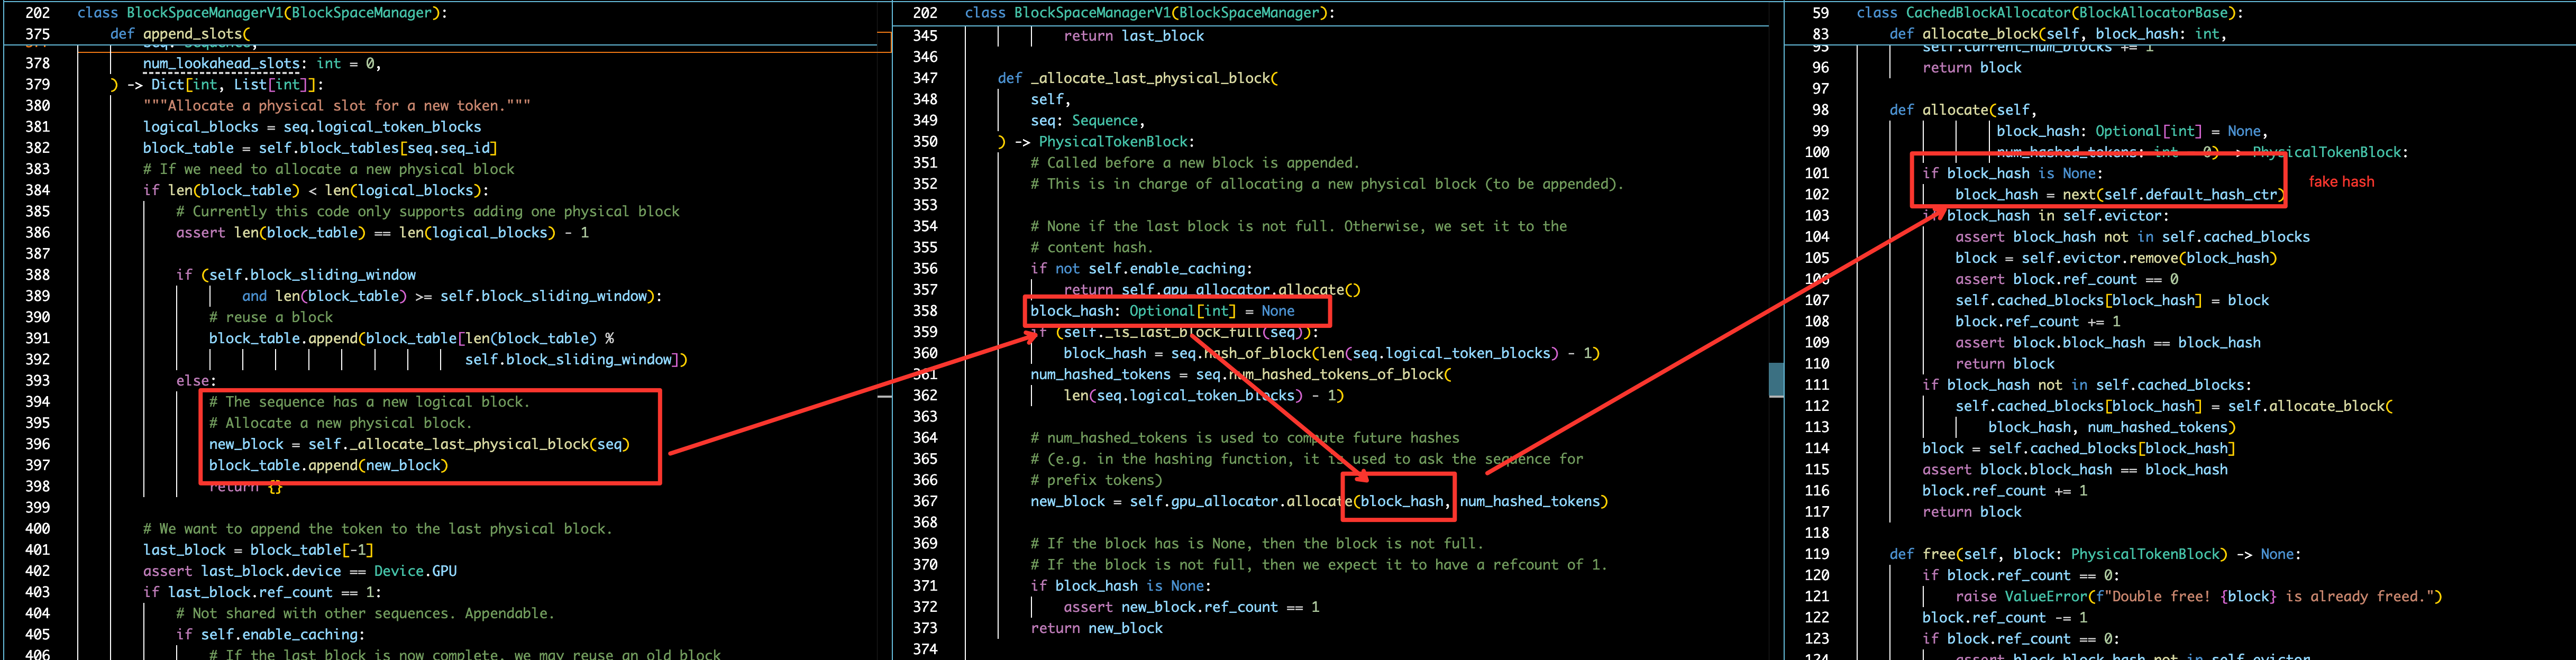 202 class BlockSpaceManagerV1(BlockSpaceManager):
375 def append_slots(
seq: Sequence,
378 num_lookahead_slots: int = 0,
379 ) -> Dict[int, List[int]]:
380 """Allocate a physical slot for a new token."""
381 logical_blocks = seq.logical_token_blocks
382 block_table = self.block_tables[seq.seq_id]
383 # If we need to allocate a new physical block
384 if len(block_table) < len(logical_blocks):
385 # Currently this code only supports adding one physical block
386 assert len(block_table) == len(logical_blocks) - 1
387
388 if (self.block_sliding_window
389 and len(block_table) >= self.block_sliding_window):
390 # reuse a block
391 block_table.append(block_table[len(block_table) %
392 self.block_sliding_window])
393 else:
394 # The sequence has a new logical block.
395 # Allocate a new physical block.
396 new_block = self._allocate_last_physical_block(seq)
397 block_table.append(new_block)
398 return {}
399
400 # We want to append the token to the last physical block.
401 last_block = block_table[-1]
402 assert last_block.device == Device.GPU
403 if last_block.ref_count == 1:
404 # Not shared with other sequences. Appendable.
405 if self.enable_caching:
406 # If the last block is now complete, we may reuse an old block
202 class BlockSpaceManagerV1(BlockSpaceManager):
345 return last_block
346
347 def _allocate_last_physical_block(
348 self,
349 seq: Sequence,
350 ) -> PhysicalTokenBlock:
351 # Called before a new block is appended.
352 # This is in charge of allocating a new physical block (to be appended).
353
354 # None if the last block is not full. Otherwise, we set it to the
355 # content hash.
356 if not self.enable_caching:
357 return self.gpu_allocator.allocate()
358 block_hash: Optional[int] = None
359 if (self._is_last_block_full(seq)):
360 block_hash = seq.hash_of_block(len(seq.logical_token_blocks) - 1)
361 num_hashed_tokens = seq.num_hashed_tokens_of_block(
362 len(seq.logical_token_blocks) - 1)
363
364 # num_hashed_tokens is used to compute future hashes
365 # (e.g. in the hashing function, it is used to ask the sequence for
366 # prefix tokens)
367 new_block = self.gpu_allocator.allocate(block_hash, num_hashed_tokens)
368
369 # If the block has is None, then the block is not full.
370 # If the block is not full, then we expect it to have a refcount of 1.
371 if block_hash is None:
372 assert new_block.ref_count == 1
373 return new_block
374
59 class CachedBlockAllocator(BlockAllocatorBase):
83 def allocate_block(self, block_hash: int,
95 self.current_num_blocks += 1
96 return block
97
98 def allocate(self,
99 block_hash: Optional[int] = None,
100 num_hashed_tokens: int = 0) -> PhysicalTokenBlock:
101 if block_hash is None:
fake hash
102 block_hash = next(self.default_hash_ctr)
103 if block_hash in self.evictor:
104 assert block_hash not in self.cached_blocks
105 block = self.evictor.remove(block_hash)
106 assert block.ref_count == 0
107 self.cached_blocks[block_hash] = block
108 block.ref_count += 1
109 assert block.block_hash == block_hash
110 return block
111 if block_hash not in self.cached_blocks:
112 self.cached_blocks[block_hash] = self.allocate_block(
113 block_hash, num_hashed_tokens)
114 block = self.cached_blocks[block_hash]
115 assert block.block_hash == block_hash
116 block.ref_count += 1
117 return block
118
119 def free(self, block: PhysicalTokenBlock) -> None:
120 if block.ref_count == 0:
121 raise ValueError(f"Double free! {block} is already freed.")
122 block.ref_count -= 1
123 if block.ref_count == 0:
124 assert block.block_hash not in self.evictor